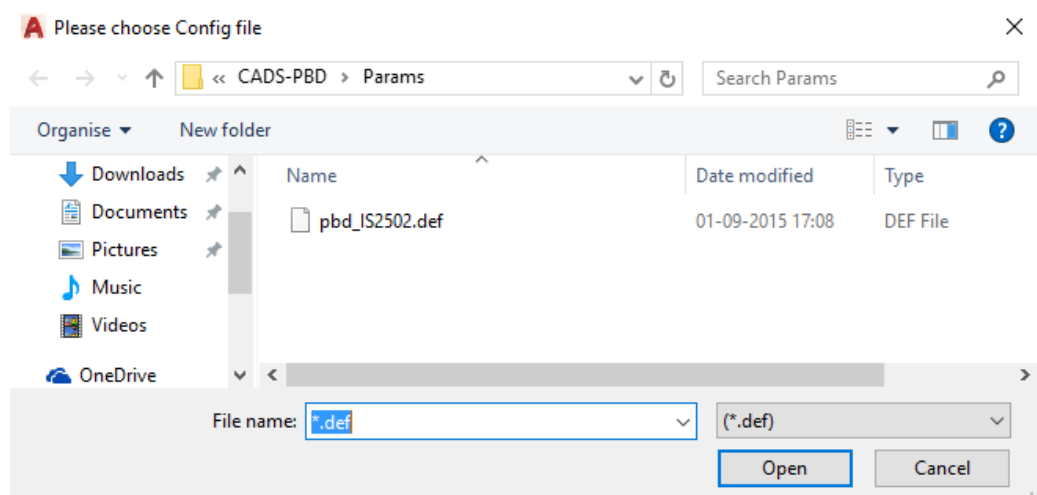 Please choose Config file
« CADS-PBD > Params
Search Params
Organise
New folder
Downloads
Documents
Pictures
Music
Videos
OneDrive
Name
Date modified
Type
pbd_IS2502.def
01-09-2015 17:08
DEF File
File name:
*.def
(*.def)
Open
Cancel